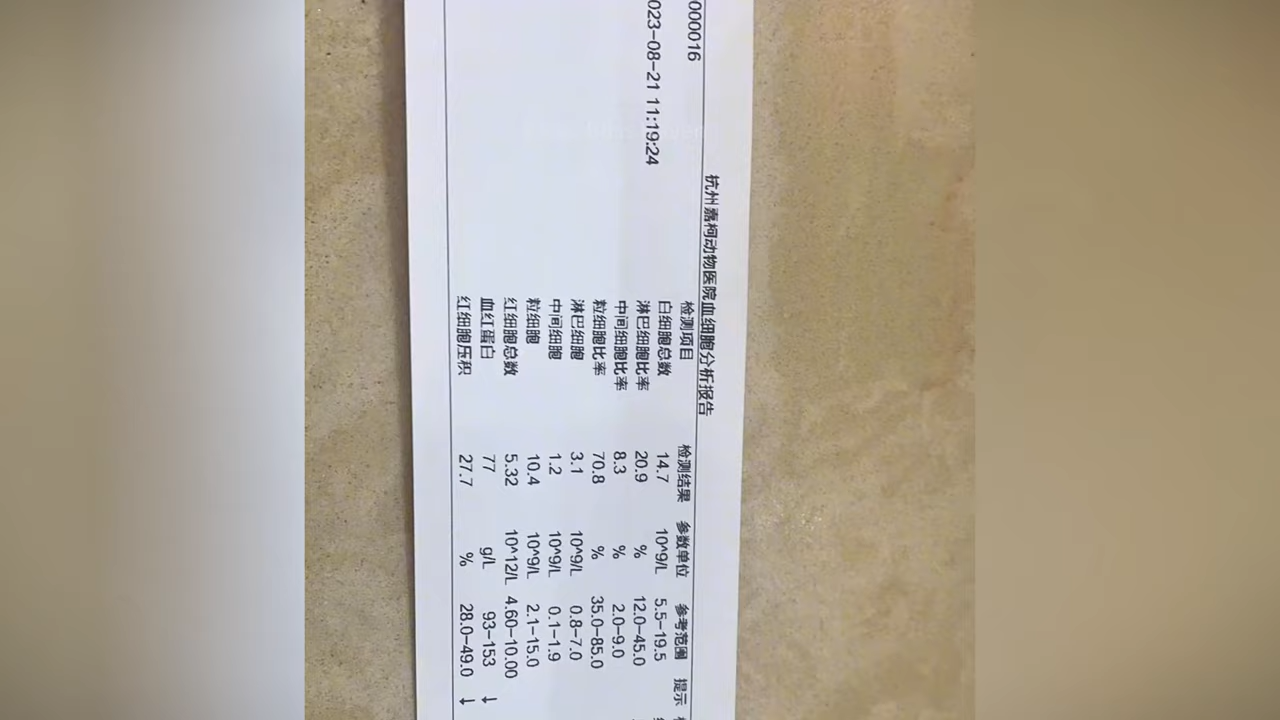 杭州嘉柯动物医院血细胞分析报告
000016
023-08-21 11:19:24
检测项目 检测结果 参数单位 参考范围 提示
白细胞总数 14.7 10^9/L 5.5-19.5
淋巴细胞比率 20.9 % 12.0-45.0
中间细胞比率 8.3 % 2.0-9.0
粒细胞比率 70.8 % 35.0-85.0
淋巴细胞 3.1 10^9/L 0.8-7.0
中间细胞 1.2 10^9/L 0.1-1.9
粒细胞 10.4 10^9/L 2.1-15.0
红细胞总数 5.32 10^12/L 4.60-10.00
血红蛋白 77 g/L 93-153 ↓
红细胞压积 27.7 % 28.0-49.0 ↓